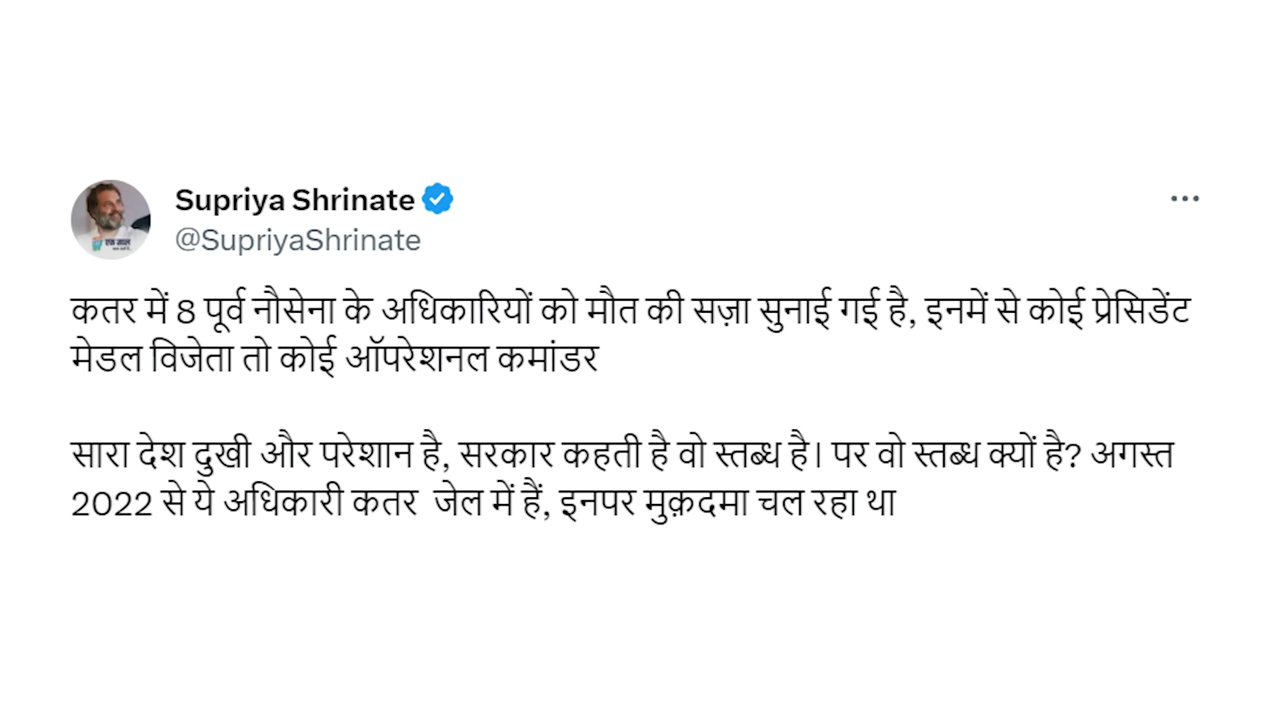 Supriya Shrinate
@SupriyaShrinate
एक साल
कतर में 8 पूर्व नौसेना के अधिकारियों को मौत की सज़ा सुनाई गई है, इनमें से कोई प्रेसिडेंट
मेडल विजेता तो कोई ऑपरेशनल कमांडर
सारा देश दुखी और परेशान है, सरकार कहती है वो स्तब्ध है। पर वो स्तब्ध क्यों है? अगस्त
2022 से ये अधिकारी कतर  जेल में हैं, इनपर मुक़दमा चल रहा था